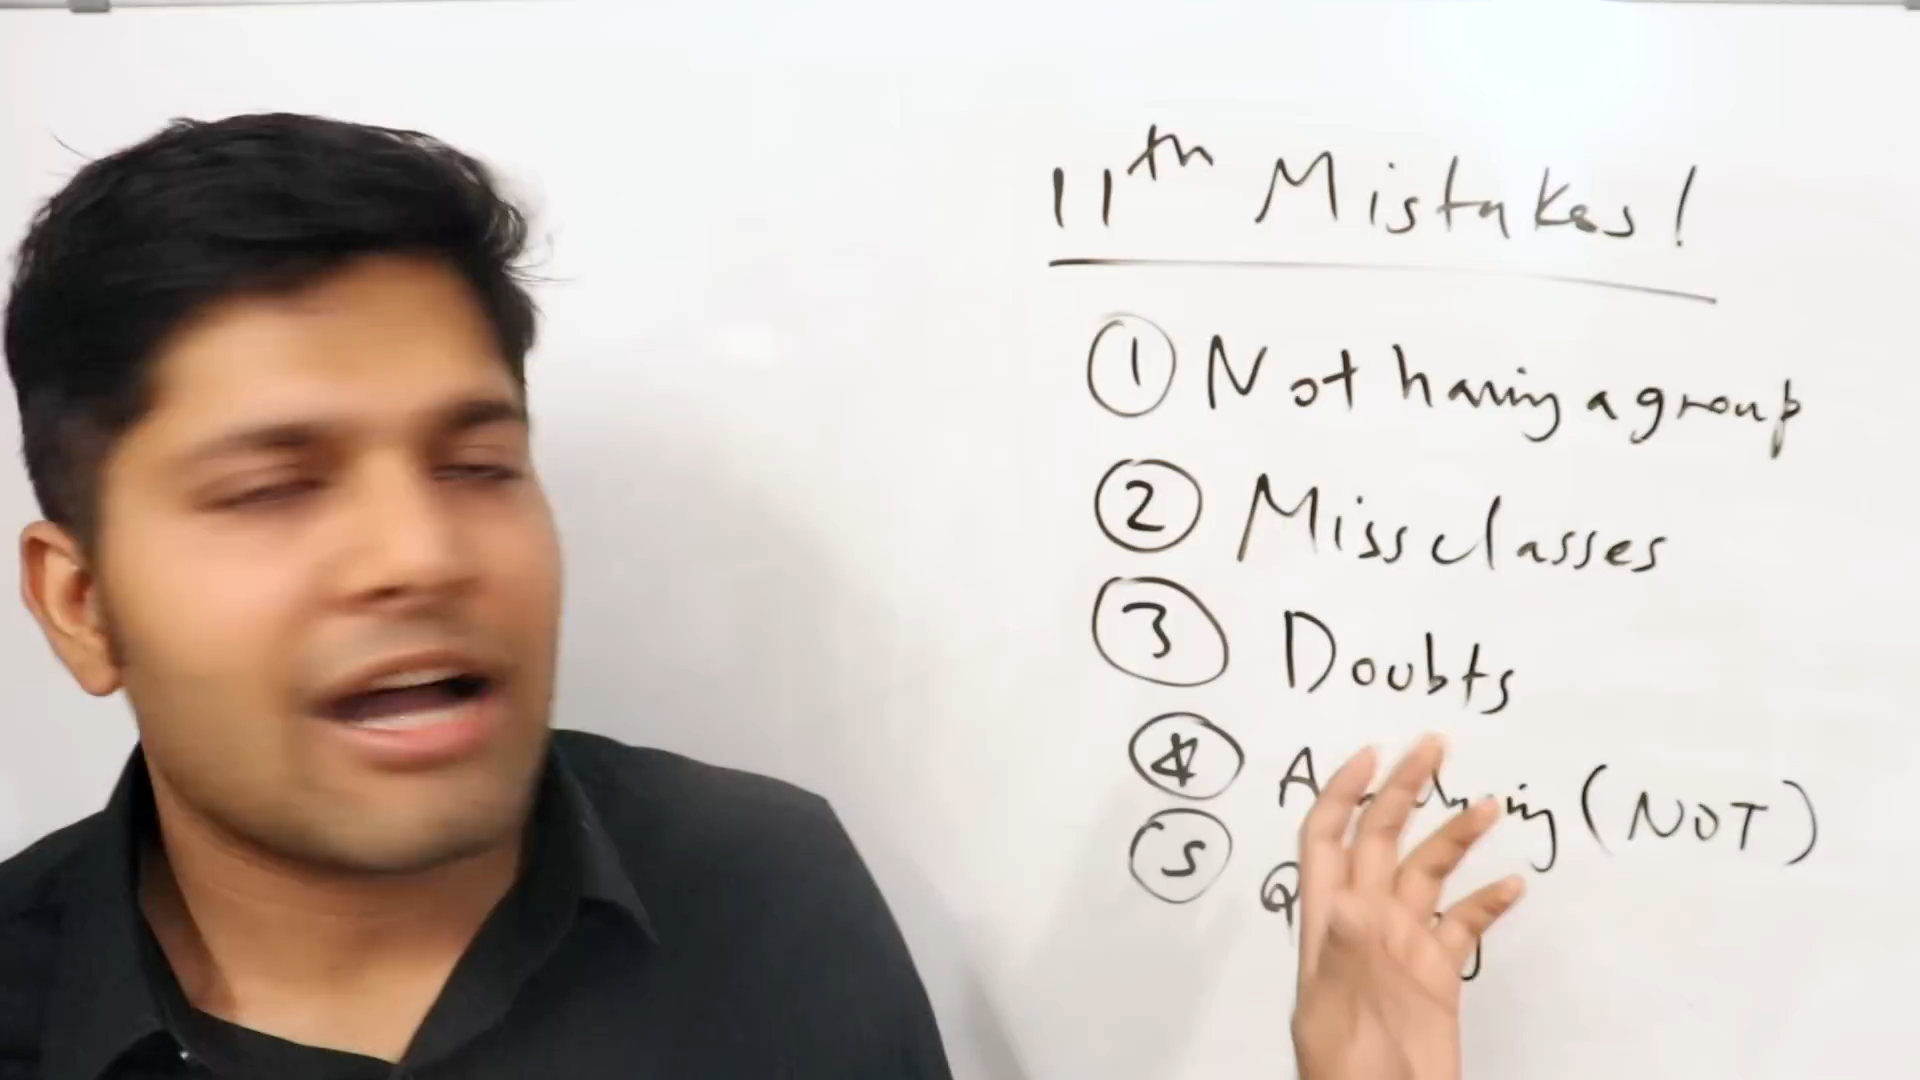 11th Mistakes!
① Not having a group
② Miss classes
③ Doubts
④ (NOT)
⑤